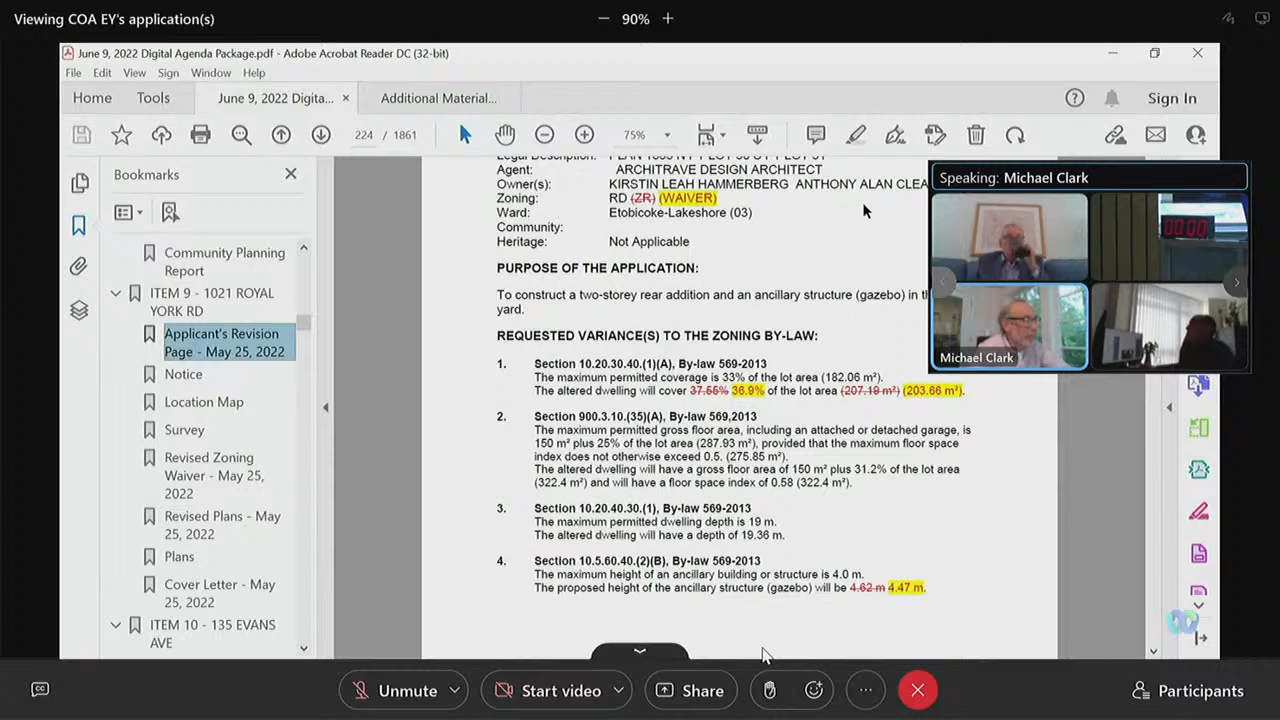 Viewing COA EY's application(s)
90%
June 9, 2022 Digital Agenda Package.pdf - Adobe Acrobat Reader DC (32-bit)
File Edit View Sign Window Help
Home Tools June 9, 2022 Digita... × Additional Material... Sign In
224 / 1861 75%
Bookmarks
Community Planning
Report
ITEM 9 - 1021 ROYAL
YORK RD
Applicant's Revision
Page - May 25, 2022
Notice
Location Map
Survey
Revised Zoning
Waiver - May 25,
2022
Revised Plans - May
25, 2022
Plans
Cover Letter - May
25, 2022
ITEM 10 - 135 EVANS
AVE
Agent: ARCHITRAVE DESIGN ARCHITECT
Owner(s): KIRSTIN LEAH HAMMERBERG ANTHONY ALAN CLEA
Zoning: RD (ZR) (WAIVER)
Ward: Etobicoke-Lakeshore (03)
Community:
Heritage: Not Applicable
PURPOSE OF THE APPLICATION:
To construct a two-storey rear addition and an ancillary structure (gazebo) in th
yard.
REQUESTED VARIANCE(S) TO THE ZONING BY-LAW:
1. Section 10.20.30.40.(1)(A), By-law 569-2013
The maximum permitted coverage is 33% of the lot area (182.06 m²).
The altered dwelling will cover 37.55% 36.9% of the lot area (207.19 m²) (203.66 m²).
2. Section 900.3.10.(35)(A), By-law 569,2013
The maximum permitted gross floor area, including an attached or detached garage, is
150 m² plus 25% of the lot area (287.93 m²), provided that the maximum floor space
index does not otherwise exceed 0.5. (275.85 m²).
The altered dwelling will have a gross floor area of 150 m² plus 31.2% of the lot area
(322.4 m²) and will have a floor space index of 0.58 (322.4 m²).
3. Section 10.20.40.30.(1), By-law 569-2013
The maximum permitted dwelling depth is 19 m.
The altered dwelling will have a depth of 19.36 m.
4. Section 10.5.60.40.(2)(B), By-law 569-2013
The maximum height of an ancillary building or structure is 4.0 m.
The proposed height of the ancillary structure (gazebo) will be 4.62 m 4.47 m.
Speaking: Michael Clark
00:00
Michael Clark
Unmute
Start video
Share
Participants